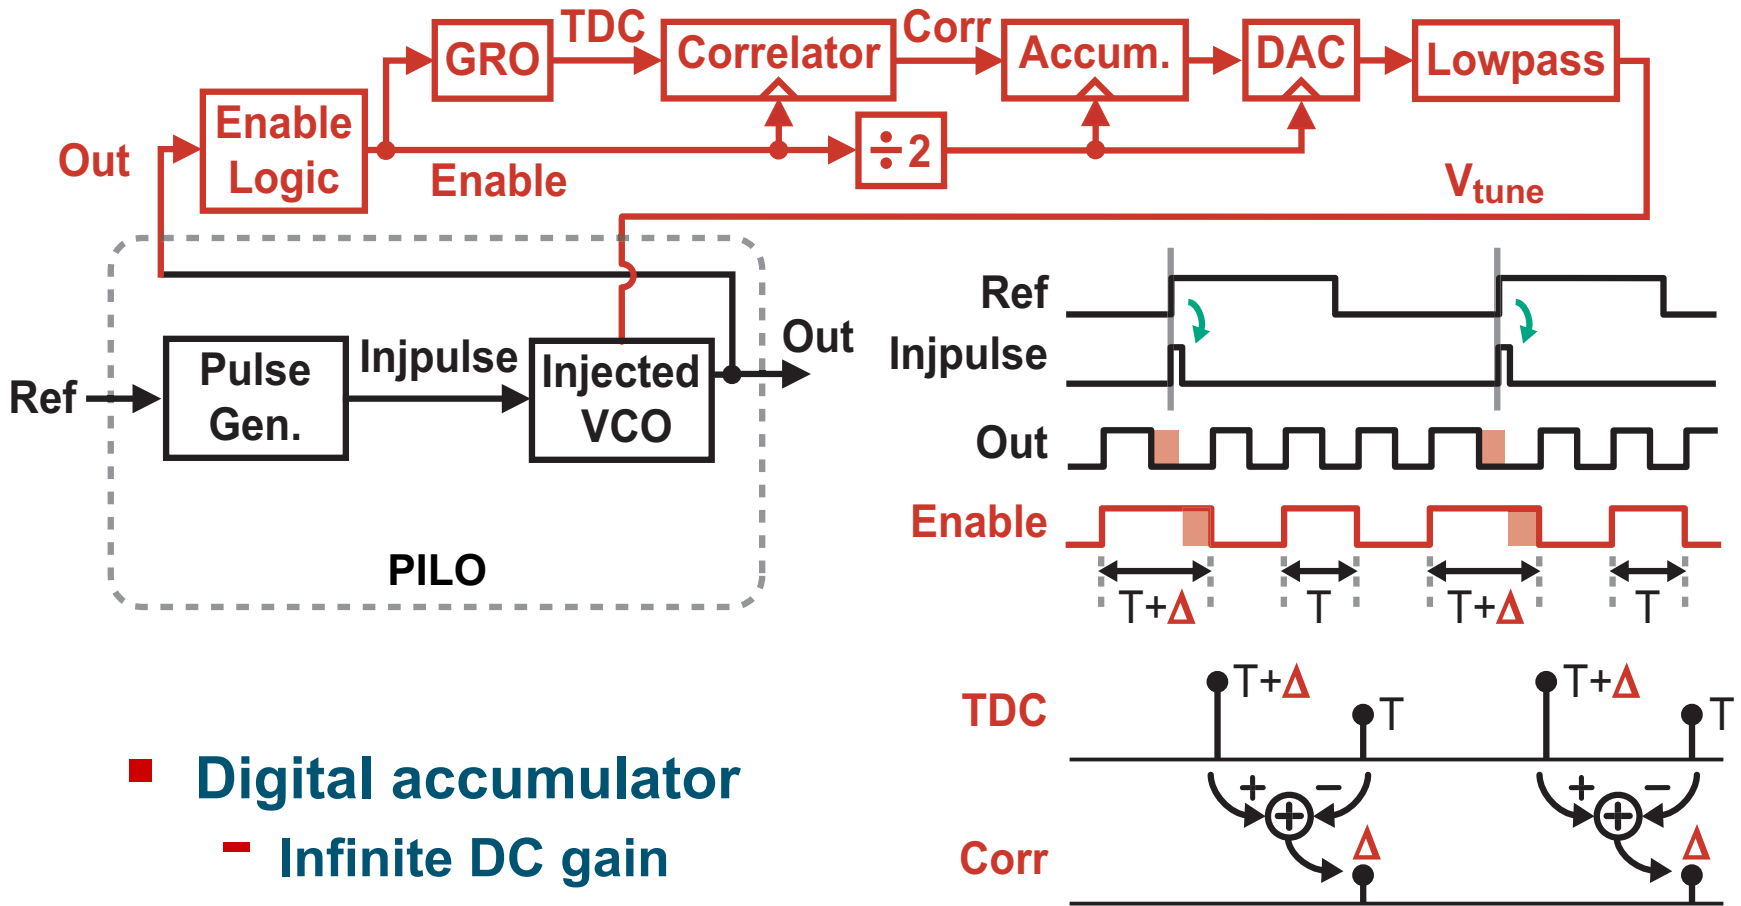 TDC
Corr
GRO
Correlator
Accum.
DAC
Lowpass
Out
Enable
Logic
Enable
÷2
Vtune
Ref
Pulse
Gen.
Injpulse
Injected
VCO
Out
PILO
Ref
Injpulse
Out
Enable
T+Δ
T
T+Δ
T
TDC
T+Δ
T
T+Δ
T
+
−
+
−
+
+
Corr
Δ
Δ
Digital accumulator
Infinite DC gain